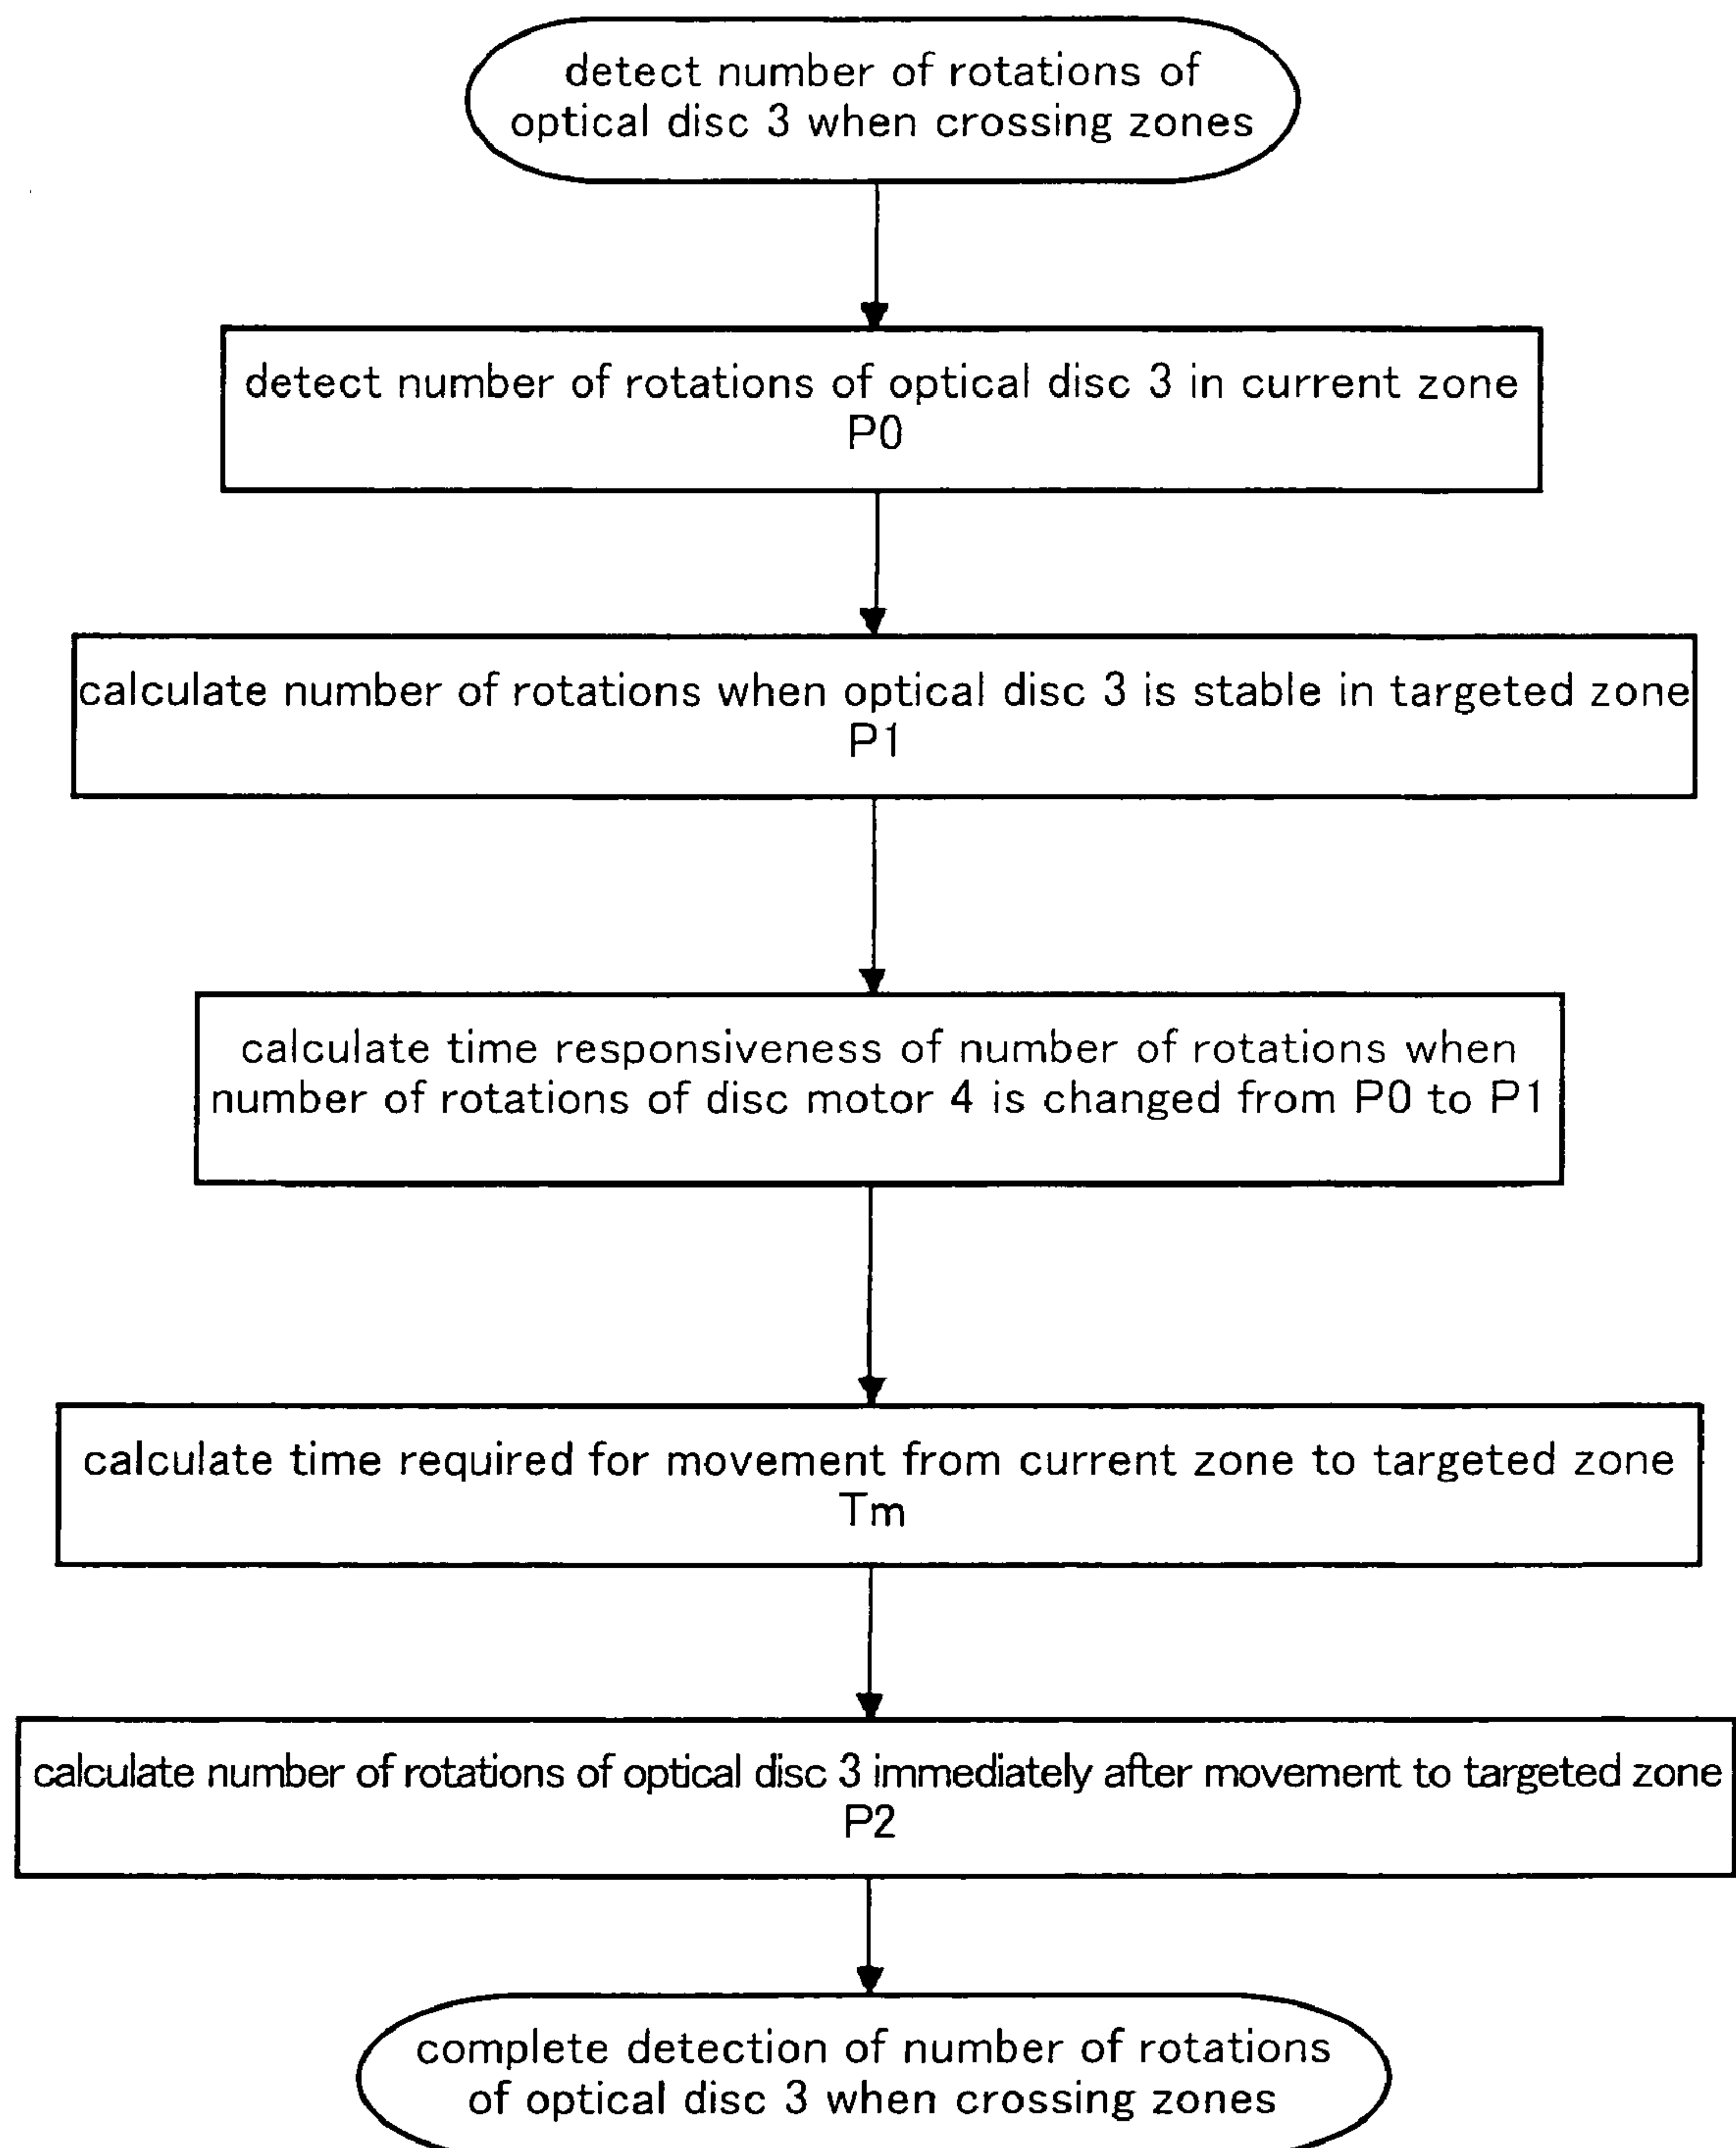 detect number of rotations of
optical disc 3 when crossing zones
detect number of rotations of optical disc 3 in current zone
P0
calculate number of rotations when optical disc 3 is stable in targeted zone
P1
calculate time responsiveness of number of rotations when
number of rotations of disc motor 4 is changed from P0 to P1
calculate time required for movement from current zone to targeted zone
Tm
calculate number of rotations of optical disc 3 immediately after movement to targeted zone
P2
complete detection of number of rotations
of optical disc 3 when crossing zones